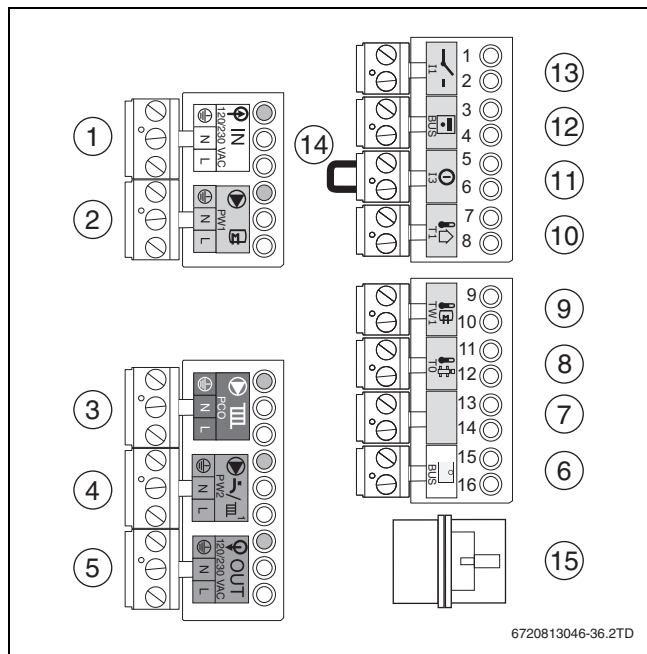 1
IN
120/230 VAC
N
L
2
PW1
N
L
3
PCO
N
L
4
PW2
1
N
L
5
OUT
120/230 VAC
N
L
14
I1
1
2
13
BUS
3
4
12
I3
5
6
11
T1
7
8
10
TW1
9
10
9
T0
11
12
8
13
14
7
BUS
15
16
6
15
6720813046-36.2TD